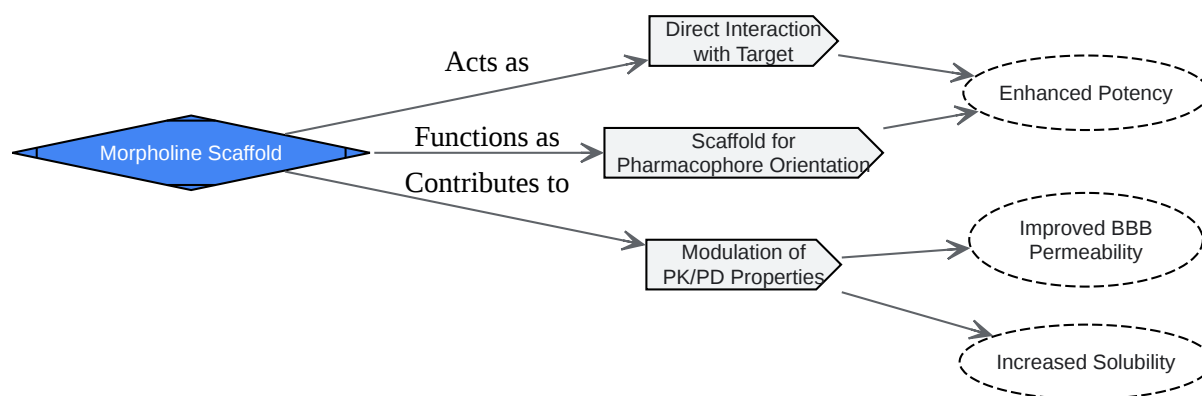 Morpholine Scaffold
Acts as
Functions as
Contributes to
Direct Interaction
with Target
Scaffold for
Pharmacophore Orientation
Modulation of
PK/PD Properties
Enhanced Potency
Improved BBB
Permeability
Increased Solubility